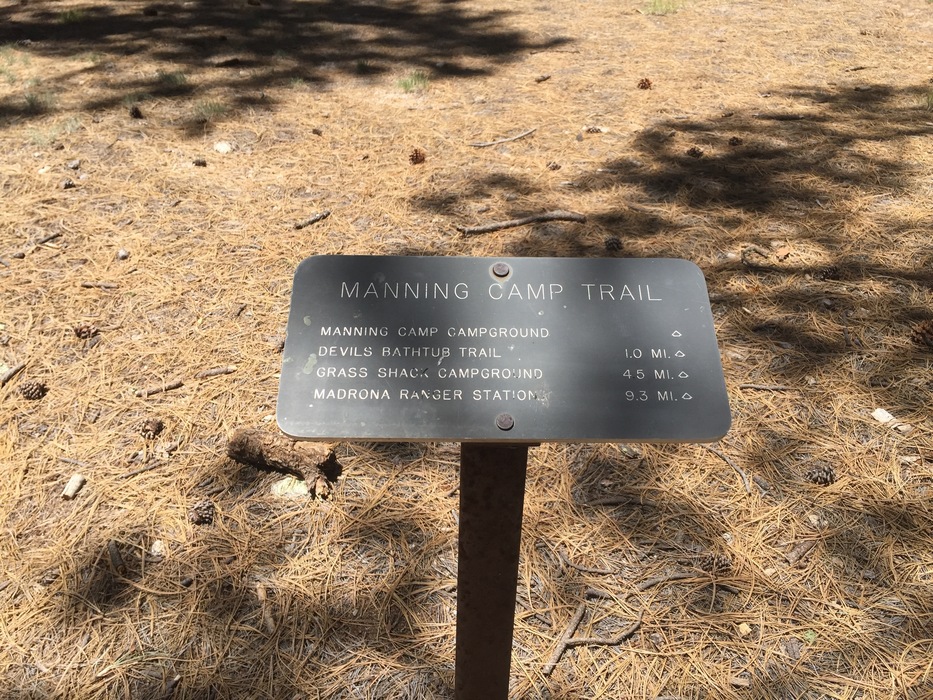 MANNING CAMP TRAIL
MANNING CAMP CAMPGROUND
DEVILS BATHTUB TRAIL 1.0 MI.
GRASS SHACK CAMPGROUND 4.5 MI.
MADRONA RANGER STATION 9.3 MI.